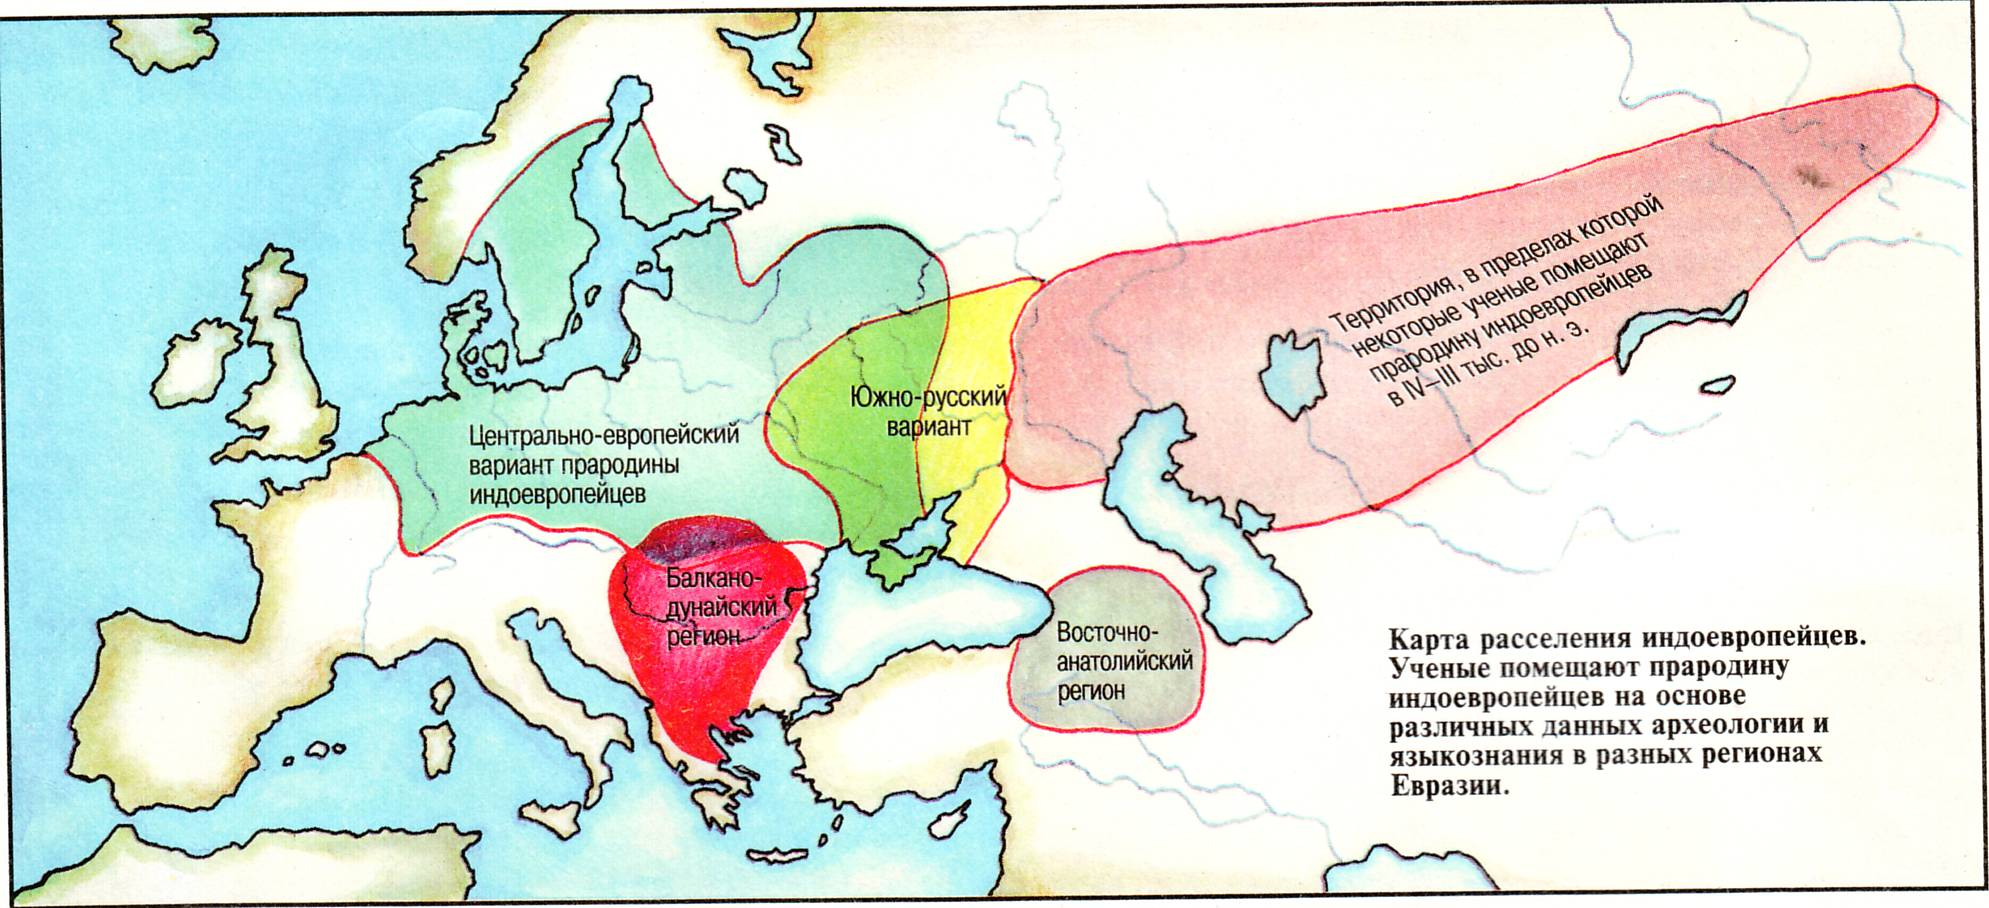 Территория, в пределах которой
некоторые ученые помещают
прародину индоевропейцев
в IV–III тыс. до н. э.
Южно-русский
вариант
Центрально-европейский
вариант прародины
индоевропейцев
Балкано-
дунайский
регион
Восточно-
анатолийский
регион
Карта расселения индоевропейцев.
Ученые помещают прародину
индоевропейцев на основе
различных данных археологии и
языкознания в разных регионах
Евразии.